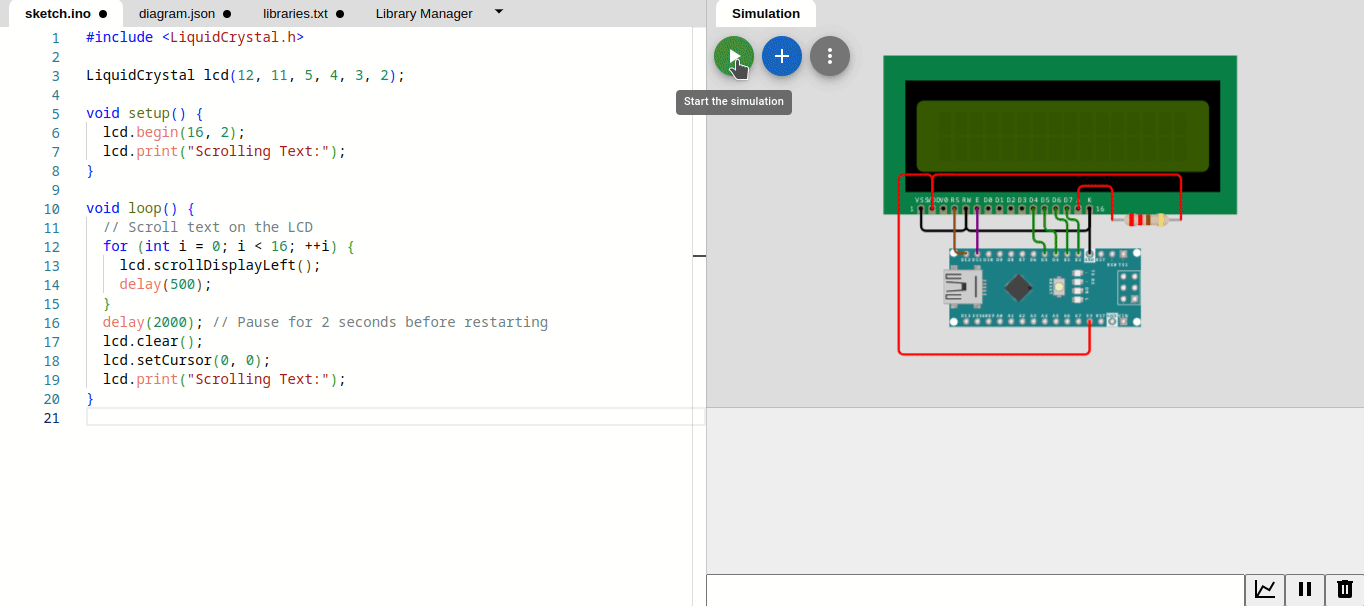 sketch.ino
diagram.json
libraries.txt
Library Manager
1 #include <LiquidCrystal.h>
2
3 LiquidCrystal lcd(12, 11, 5, 4, 3, 2);
4
5 void setup() {
6 lcd.begin(16, 2);
7 lcd.print("Scrolling Text:");
8 }
9
10 void loop() {
11 // Scroll text on the LCD
12 for (int i = 0; i < 16; ++i) {
13 lcd.scrollDisplayLeft();
14 delay(500);
15 }
16 delay(2000); // Pause for 2 seconds before restarting
17 lcd.clear();
18 lcd.setCursor(0, 0);
19 lcd.print("Scrolling Text:");
20 }
21
Simulation
Start the simulation
VSS V0 RS RW E D0 D1 D2 D3 D4 D5 D6 D7 K
1 16